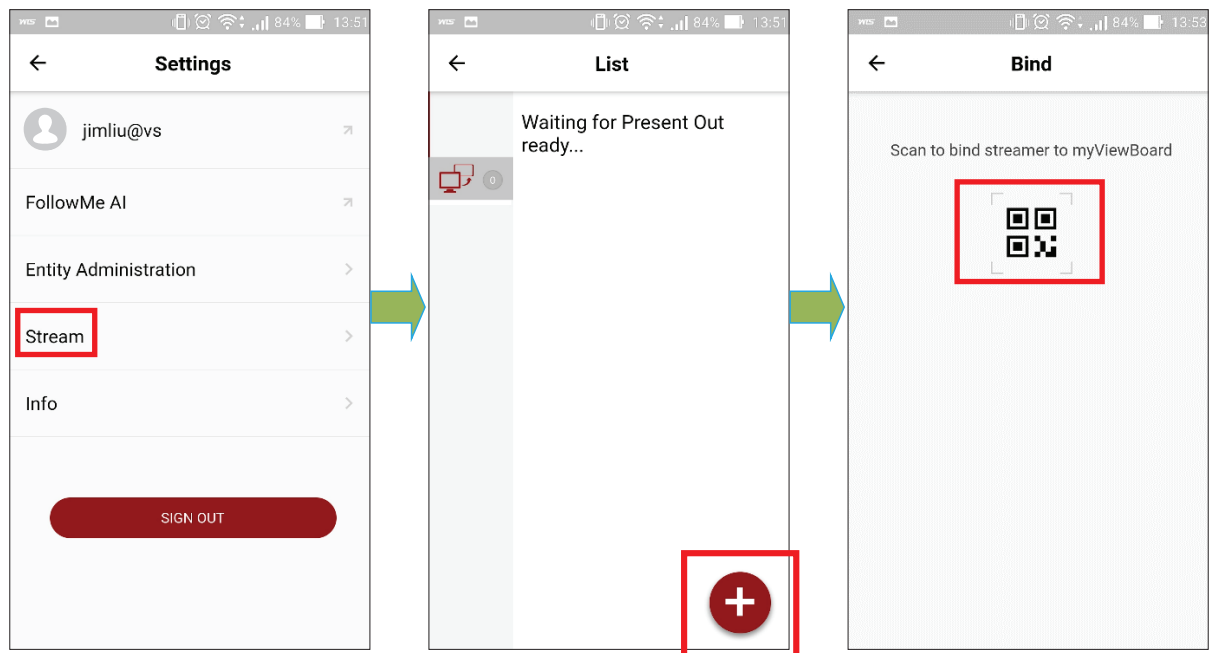 84% 13:51
Settings
jimliu@vs
FollowMe AI
Entity Administration
Stream
Info
SIGN OUT
84% 13:51
List
Waiting for Present Out
ready...
0
84% 13:53
Bind
Scan to bind streamer to myViewBoard